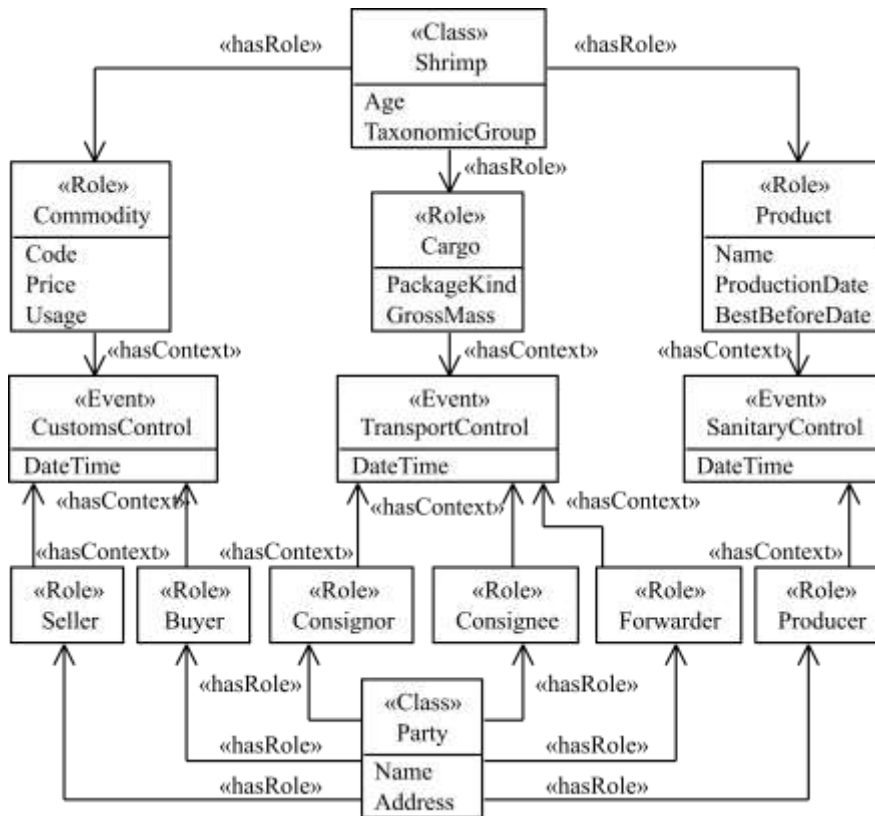 «hasRole»
«Class»
Shrimp
«hasRole»
Age
TaxonomicGroup
«hasRole»
«Role»
Commodity
Code
Price
Usage
«Role»
Cargo
PackageKind
GrossMass
«Role»
Product
Name
ProductionDate
BestBeforeDate
«hasContext»
«hasContext»
«hasContext»
«Event»
CustomsControl
DateTime
«Event»
TransportControl
DateTime
«Event»
SanitaryControl
DateTime
«hasContext»
«hasContext»
«hasContext»
«hasContext»
«hasContext»
«hasContext»
«Role»
Seller
«Role»
Buyer
«Role»
Consignor
«Role»
Consignee
«Role»
Forwarder
«Role»
Producer
«hasRole»
«hasRole»
«Class»
Party
Name
Address
«hasRole»
«hasRole»
«hasRole»
«hasRole»